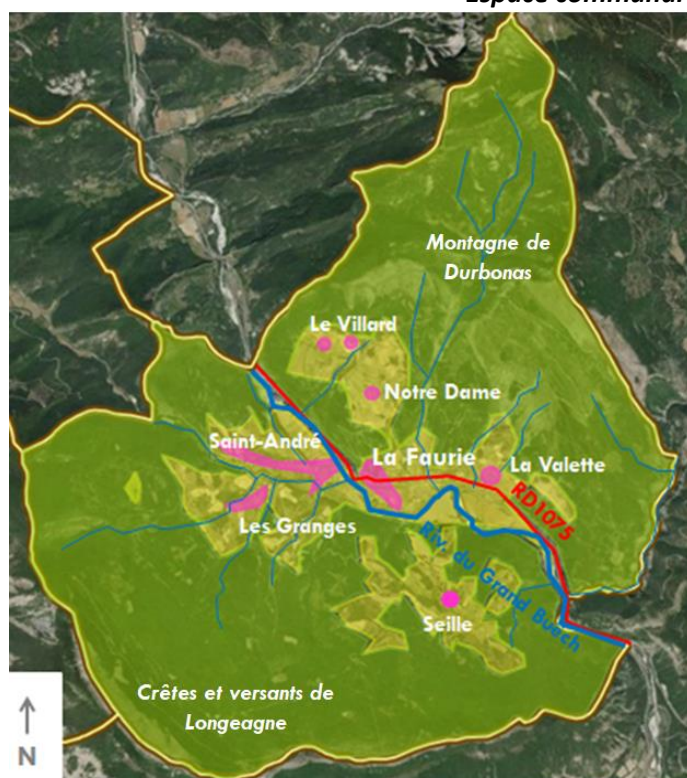 Espace communal
Montagne de
Durbonas
Le Villard
Notre Dame
Saint-André
La Faurie
La Valette
RD1075
Les Granges
Riv. du Grand Buëch
Seille
Crêtes et versants de
Longeagne
N